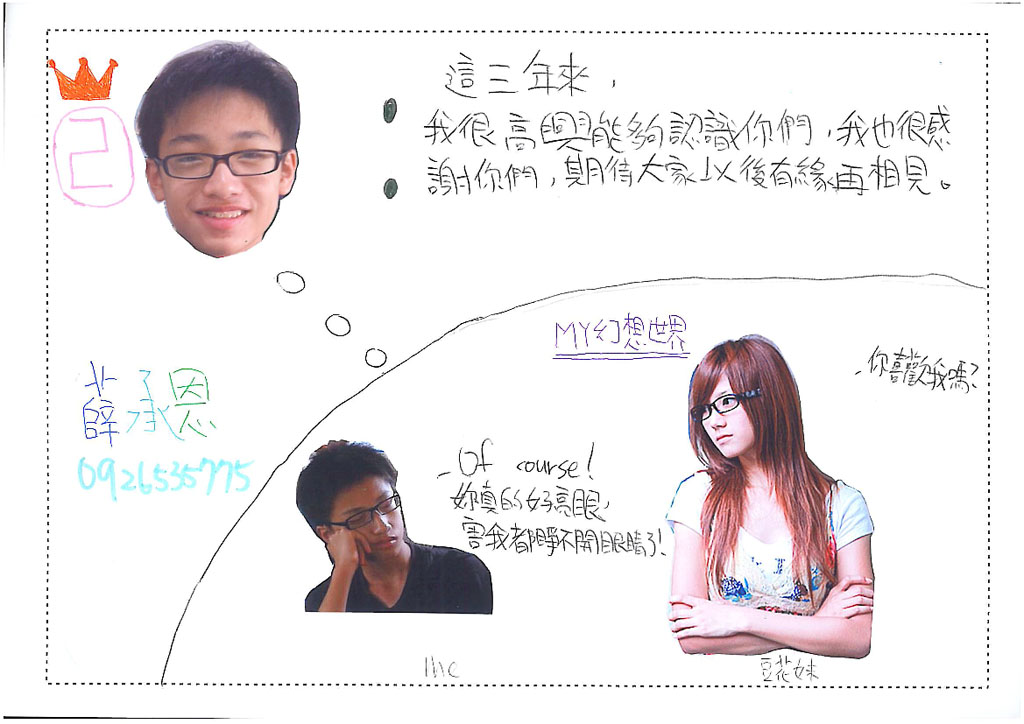 這三年來,
我很高興能夠認識你們,我也很感
謝你們,期待大家以後有緣再相見。
2
MY幻想世界
你喜歡我嗎?
薛承恩
0926535775
Of course!
妳真的好亮眼,
害我都睜不開眼睛了!
Me
豆花妹